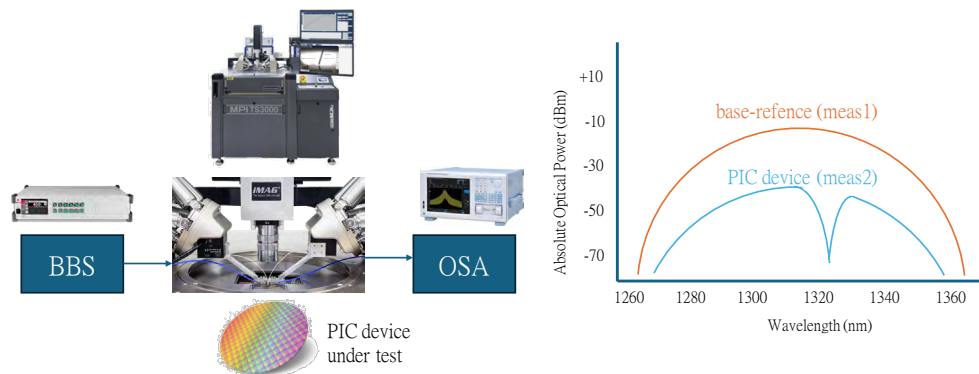 MPI TS3000
iMAG®
BBS
OSA
PIC device
under test
Absolute Optical Power (dBm)
+10
-10
-30
-50
-70
base-refence (meas1)
PIC device (meas2)
1260
1280
1300
1320
1340
1360
Wavelength (nm)